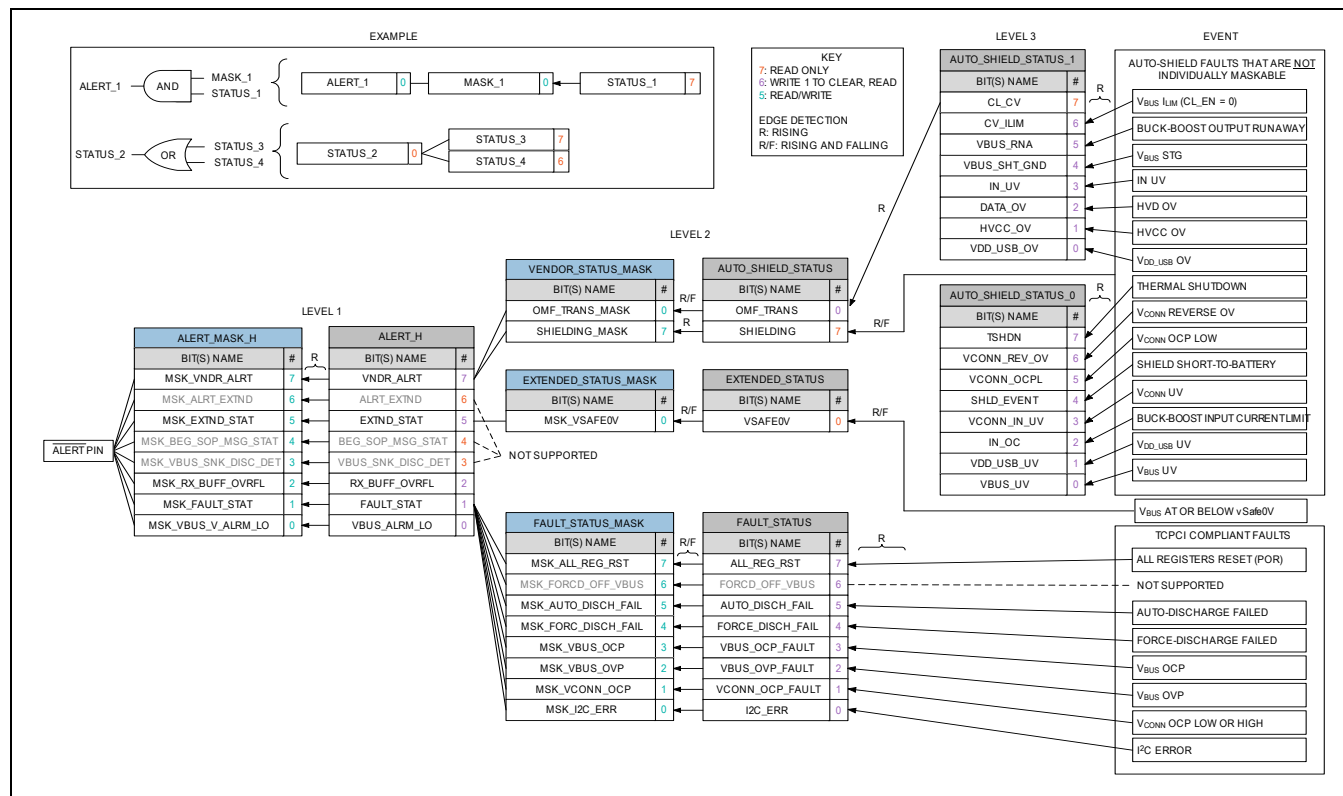 EXAMPLE
ALERT_1
AND
MASK_1
STATUS_1
ALERT_1 0
MASK_1 0
STATUS_1 7
STATUS_2
OR
STATUS_3
STATUS_4
STATUS_2 0
STATUS_3 7
STATUS_4 6
KEY
7: READ ONLY
6: WRITE 1 TO CLEAR, READ
5: READ/WRITE
EDGE DETECTION
R: RISING
R/F: RISING AND FALLING
LEVEL 1
ALERT_MASK_H
BIT(S) NAME #
MSK_VNDR_ALRT 7
MSK_ALRT_EXTND 6
MSK_EXTND_STAT 5
MSK_BEG_SOP_MSG_STAT 4
MSK_VBUS_SNK_DISC_DET 3
MSK_RX_BUFF_OVRFL 2
MSK_FAULT_STAT 1
MSK_VBUS_V_ALRM_LO 0
ALERT PIN
R
ALERT_H
BIT(S) NAME #
VNDR_ALRT 7
ALRT_EXTND 6
EXTND_STAT 5
BEG_SOP_MSG_STAT 4
VBUS_SNK_DISC_DET 3
RX_BUFF_OVRFL 2
FAULT_STAT 1
VBUS_ALRM_LO 0
NOT SUPPORTED
LEVEL 2
VENDOR_STATUS_MASK
BIT(S) NAME #
OMF_TRANS_MASK 0
SHIELDING_MASK 7
R/F
R
AUTO_SHIELD_STATUS
BIT(S) NAME #
OMF_TRANS 0
SHIELDING 7
R
R/F
EXTENDED_STATUS_MASK
BIT(S) NAME #
MSK_VSAFE0V 0
R/F
EXTENDED_STATUS
BIT(S) NAME #
VSAFE0V 0
R/F
FAULT_STATUS_MASK
BIT(S) NAME #
MSK_ALL_REG_RST 7
MSK_FORCD_OFF_VBUS 6
MSK_AUTO_DISCH_FAIL 5
MSK_FORC_DISCH_FAIL 4
MSK_VBUS_OCP 3
MSK_VBUS_OVP 2
MSK_VCONN_OCP 1
MSK_I2C_ERR 0
R/F
FAULT_STATUS
BIT(S) NAME #
ALL_REG_RST 7
FORCD_OFF_VBUS 6
AUTO_DISCH_FAIL 5
FORCE_DISCH_FAIL 4
VBUS_OCP_FAULT 3
VBUS_OVP_FAULT 2
VCONN_OCP_FAULT 1
I2C_ERR 0
R
LEVEL 3
AUTO_SHIELD_STATUS_1
BIT(S) NAME #
CL_CV 7
CV_ILIM 6
VBUS_RNA 5
VBUS_SHT_GND 4
IN_UV 3
DATA_OV 2
HVCC_OV 1
VDD_USB_OV 0
R
AUTO_SHIELD_STATUS_0
BIT(S) NAME #
TSHDN 7
VCONN_REV_OV 6
VCONN_OCPL 5
SHLD_EVENT 4
VCONN_IN_UV 3
IN_OC 2
VDD_USB_UV 1
VBUS_UV 0
R
EVENT
AUTO-SHIELD FAULTS THAT ARE NOT
INDIVIDUALLY MASKABLE
VBUS ILIM (CL_EN = 0)
BUCK-BOOST OUTPUT RUNAWAY
VBUS STG
IN UV
HVD OV
HVCC OV
VDD_USB OV
THERMAL SHUTDOWN
VCONN REVERSE OV
VCONN OCP LOW
SHIELD SHORT-TO-BATTERY
VCONN UV
BUCK-BOOST INPUT CURRENT LIMIT
VDD_USB UV
VBUS UV
VBUS AT OR BELOW vSafe0V
TCPCI COMPLIANT FAULTS
ALL REGISTERS RESET (POR)
NOT SUPPORTED
AUTO-DISCHARGE FAILED
FORCE-DISCHARGE FAILED
VBUS OCP
VBUS OVP
VCONN OCP LOW OR HIGH
I²C ERROR